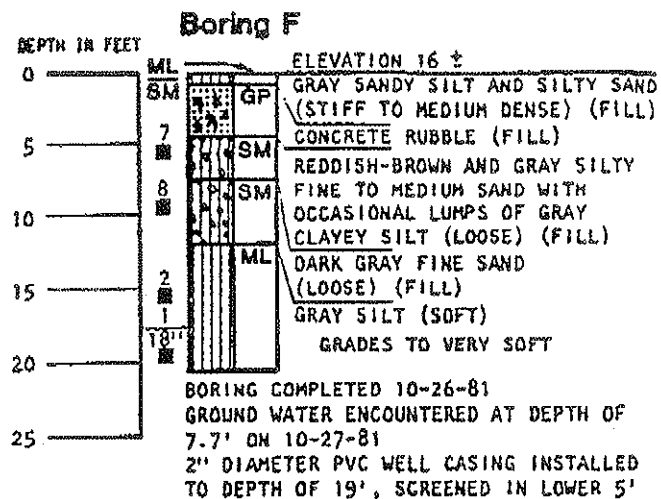 Boring F
DEPTH IN FEET
ELEVATION 16 ±
0
ML
SM
GP
GRAY SANDY SILT AND SILTY SAND
(STIFF TO MEDIUM DENSE) (FILL)
CONCRETE RUBBLE (FILL)
5
7
SM
REDDISH-BROWN AND GRAY SILTY
FINE TO MEDIUM SAND WITH
OCCASIONAL LUMPS OF GRAY
CLAYEY SILT (LOOSE) (FILL)
8
SM
10
DARK GRAY FINE SAND
(LOOSE) (FILL)
ML
15
2
GRAY SILT (SOFT)
GRADES TO VERY SOFT
1
18"
20
25
BORING COMPLETED 10-26-81
GROUND WATER ENCOUNTERED AT DEPTH OF
7.7' ON 10-27-81
2" DIAMETER PVC WELL CASING INSTALLED
TO DEPTH OF 19', SCREENED IN LOWER 5'